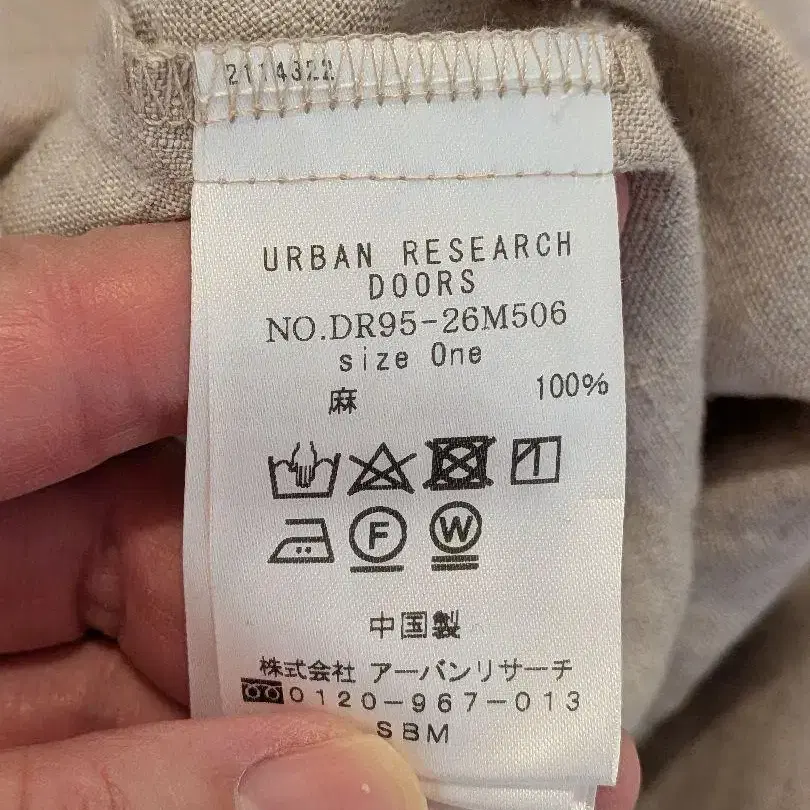 2114322
URBAN RESEARCH
DOORS
NO.DR95-26M506
size One
麻 100%
F W
中国製
株式会社 アーバンリサーチ
0120-967-013
SBM